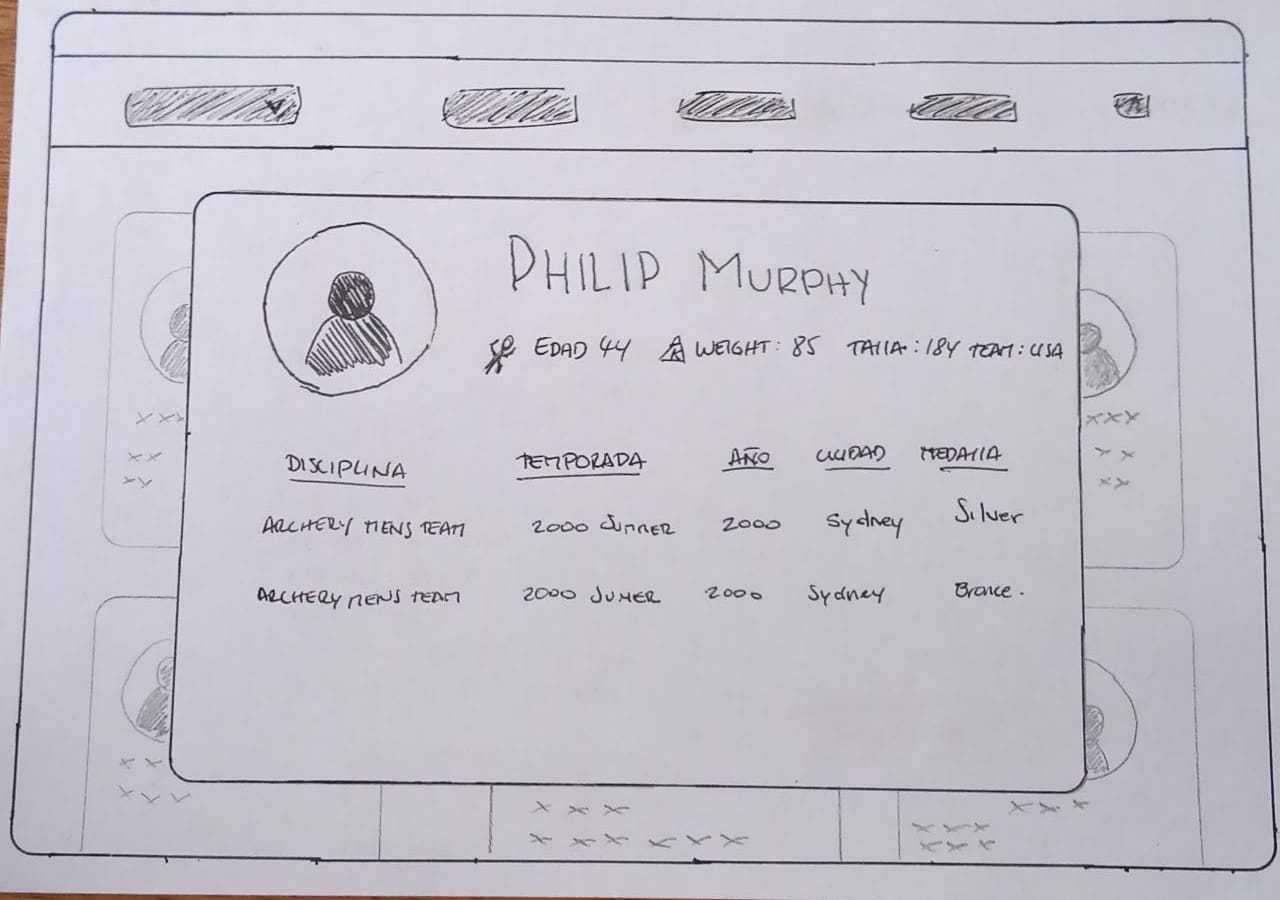 PHILIP MURPHY
EDAD 44 WEIGHT: 85 TALLA: 184 TEAM: USA
DISCIPLINA TEMPORADA AÑO CIUDAD MEDALLA
ARCHERY MENS TEAM 2000 SUMMER 2000 Sydney Silver
ARCHERY MENS TEAM 2000 SUMER 2000 Sydney Bronce.
xxx
xxx
xx
xx
xx
xx
xx
xxx
xxx
xxx
xxx xxx
xxx
xxx